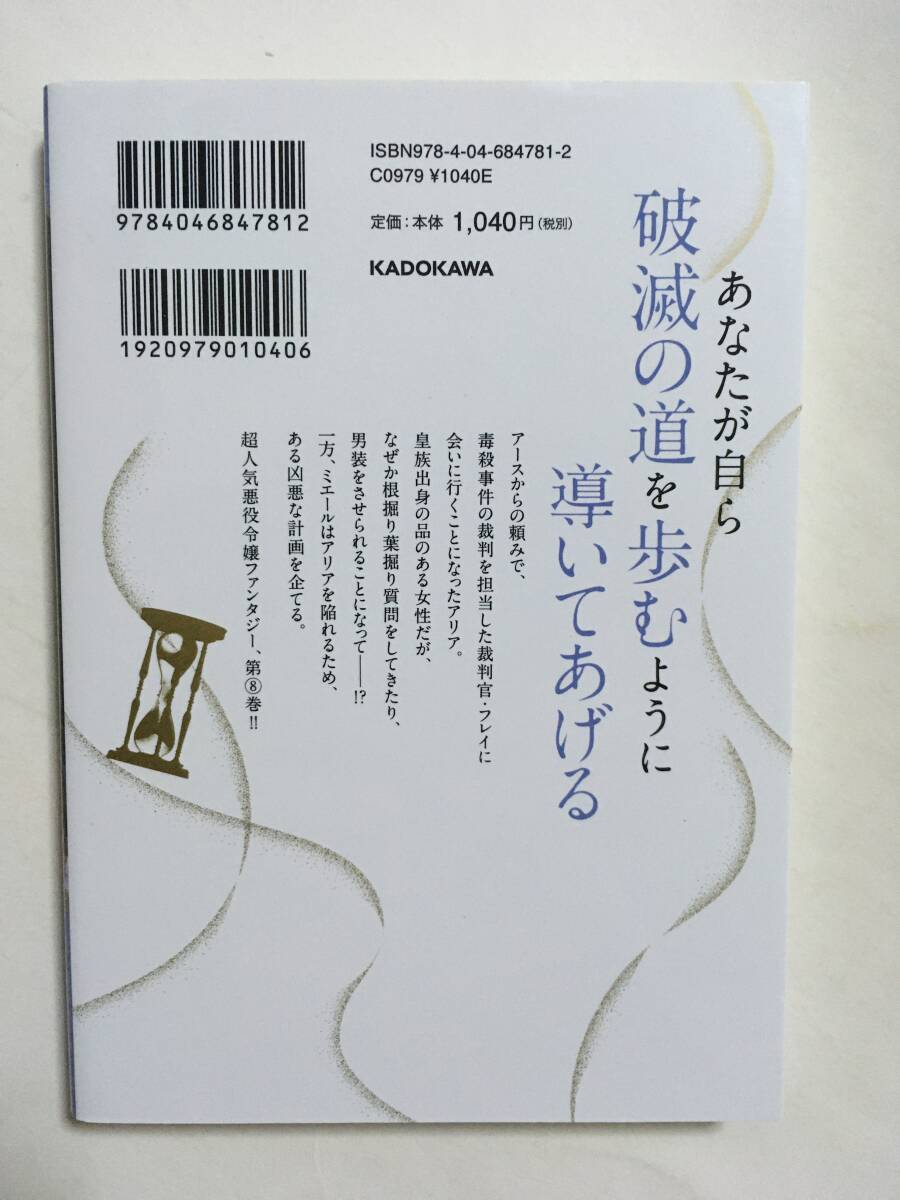 ISBN978-4-04-684781-2
C0979 ¥1040E
定価：本体 1,040円（税別）
KADOKAWA
9784046847812
1920979010406
あなたが自ら
破滅の道を歩むように
導いてあげる
アースからの頼みで、
毒殺事件の裁判を担当した裁判官・フレイに
会いに行くことになったアリア。
皇族出身の品のある女性だが、
なぜか根掘り葉掘り質問をしてきたり、
男装をさせられることになって――!?
一方、ミエールはアリアを陥れるため、
ある凶悪な計画を企てる。
超人気悪役令嬢ファンタジー、第⑧巻!!